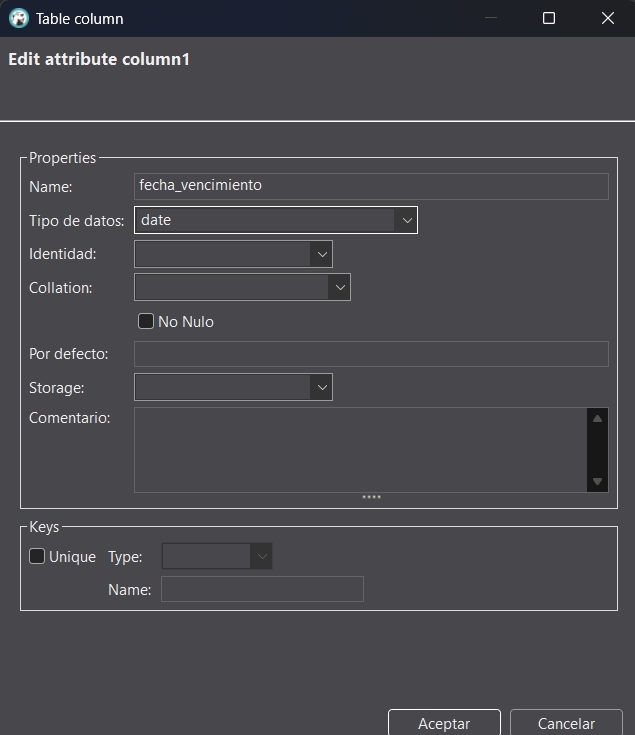 Table column
Edit attribute column1
Properties
Name: fecha_vencimiento
Tipo de datos: date
Identidad:
Collation:
No Nulo
Por defecto:
Storage:
Comentario:
Keys
Unique Type:
Name:
Aceptar Cancelar